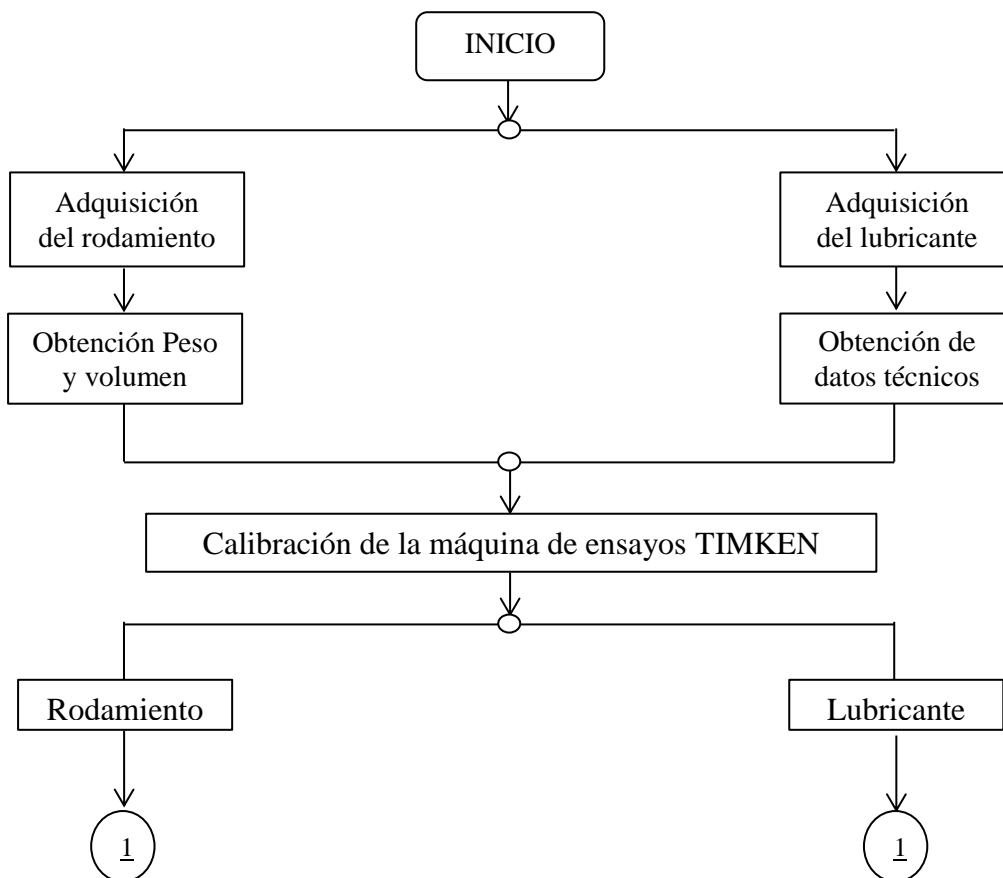 INICIO
Adquisición
del rodamiento
Adquisición
del lubricante
Obtención Peso
y volumen
Obtención de
datos técnicos
Calibración de la máquina de ensayos TIMKEN
Rodamiento
Lubricante
1
1